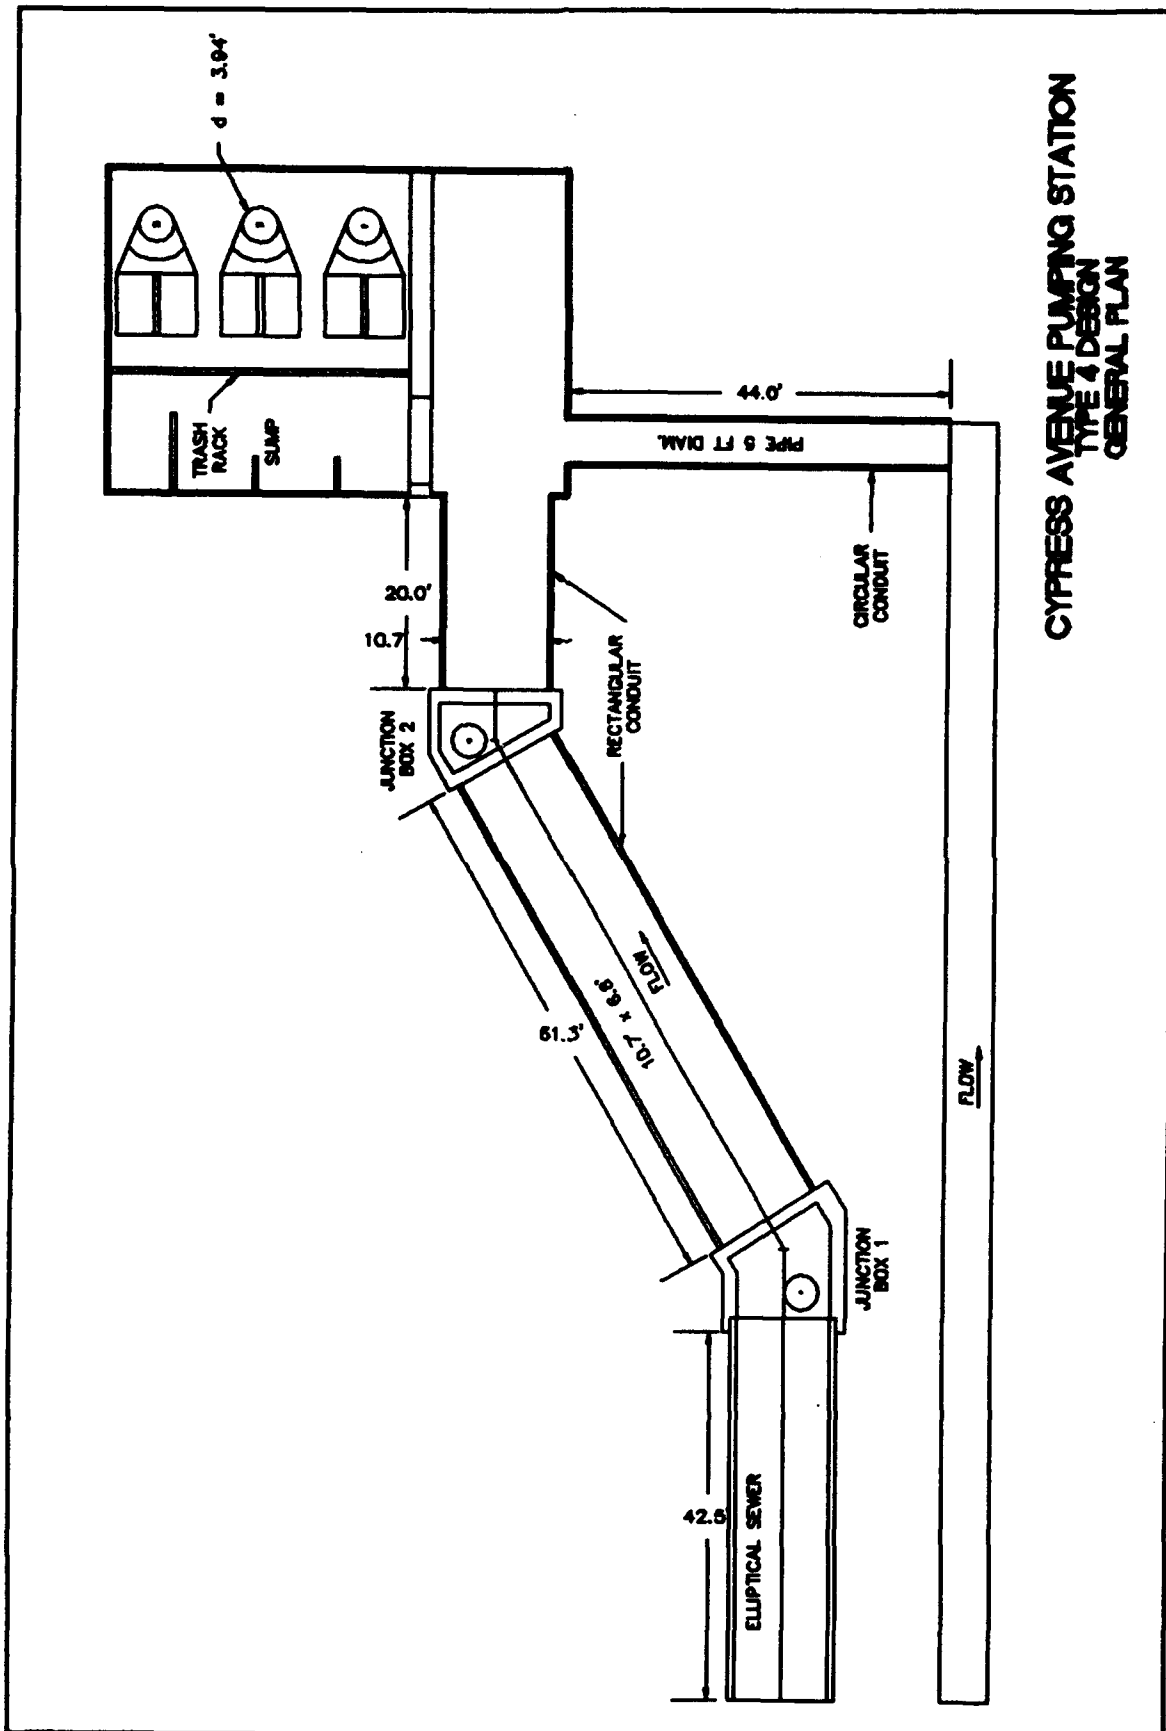 CYPRESS AVENUE PUMPING STATION
TYPE 4 DESIGN
GENERAL PLAN
d = 3.94'
TRASH
RACK
SUMP
44.0'
PIPE 5 FT DIAM.
CIRCULAR
CONDUIT
20.0'
10.7'
JUNCTION
BOX 2
RECTANGULAR
CONDUIT
FLOW
10.7' x 6.8'
61.3'
FLOW
JUNCTION
BOX 1
42.5'
ELLIPTICAL SEWER